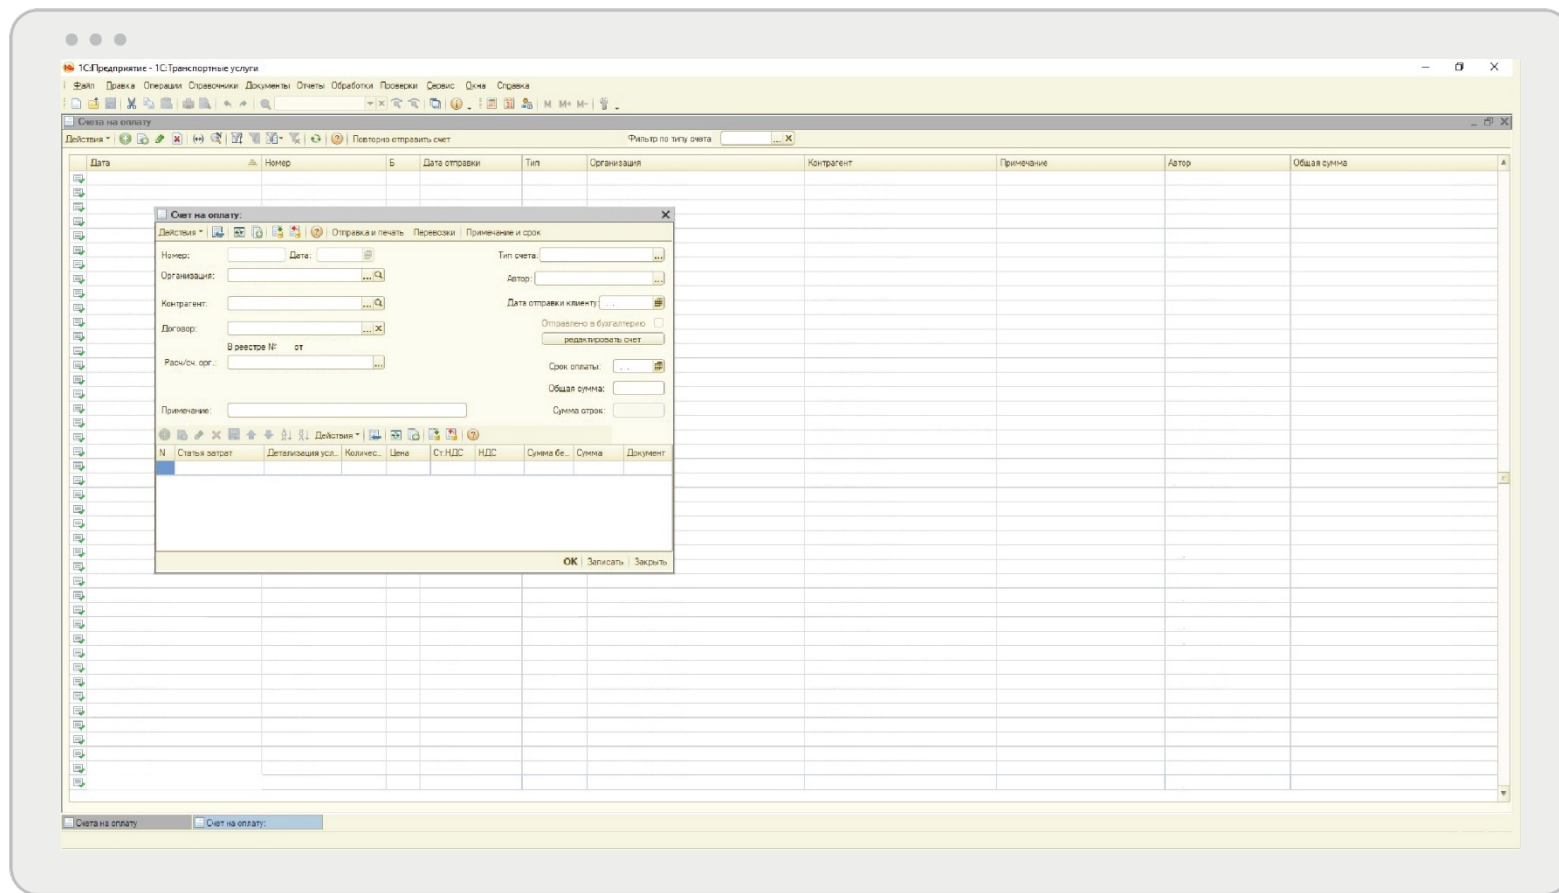 1С:Предприятие - 1С:Транспортные услуги
Файл Правка Операции Справочники Документы Отчеты Обработки Проверки Сервис Окна Справка
M M+ M-
Счета на оплату
Действия Повторно отправить счет Фильтр по типу счета ... X
Дата Номер Б Дата отправки Тип Организация Контрагент Примечание Автор Общая сумма
Счет на оплату:
Действия Отправка и печать Перевозки Примечание и срок
Номер: Дата: Тип счета: ...
Организация: ... Автор: ...
Контрагент: ... Дата отправки клиенту: . .
Договор: ... X Отправлено в бухгалтерию
редактировать счет
В реестре № от
Расч/сч. орг.: ... Срок оплаты: . .
Общая сумма:
Примечание: Сумма строк:
Действия
N Статья затрат Детализация усл... Количес... Цена Ст.НДС НДС Сумма бе... Сумма Документ
OK Записать Закрыть
Счета на оплату Счет на оплату: